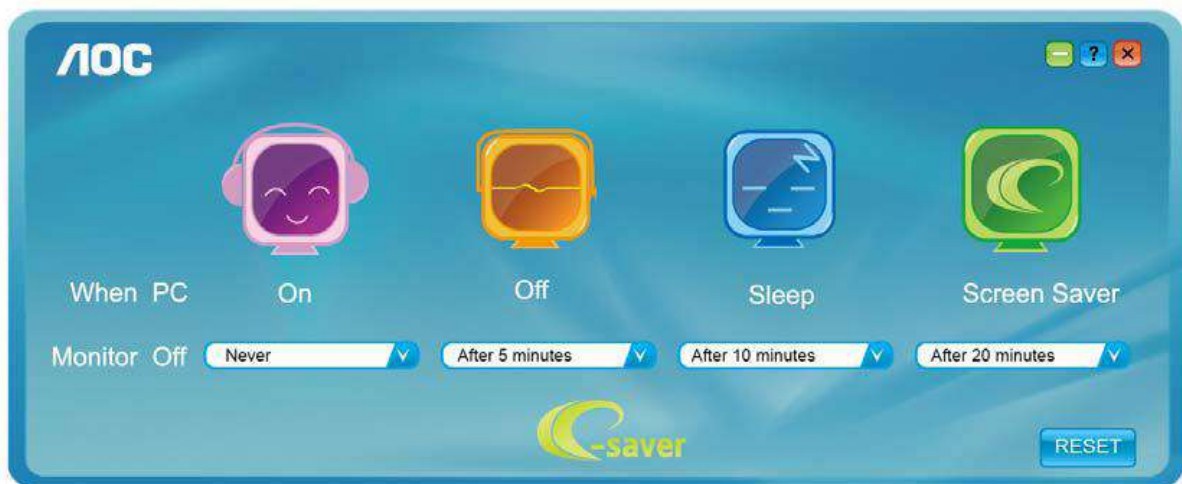 AOC
?
When PC On Off Sleep Screen Saver
Monitor Off Never After 5 minutes After 10 minutes After 20 minutes
e-saver
RESET